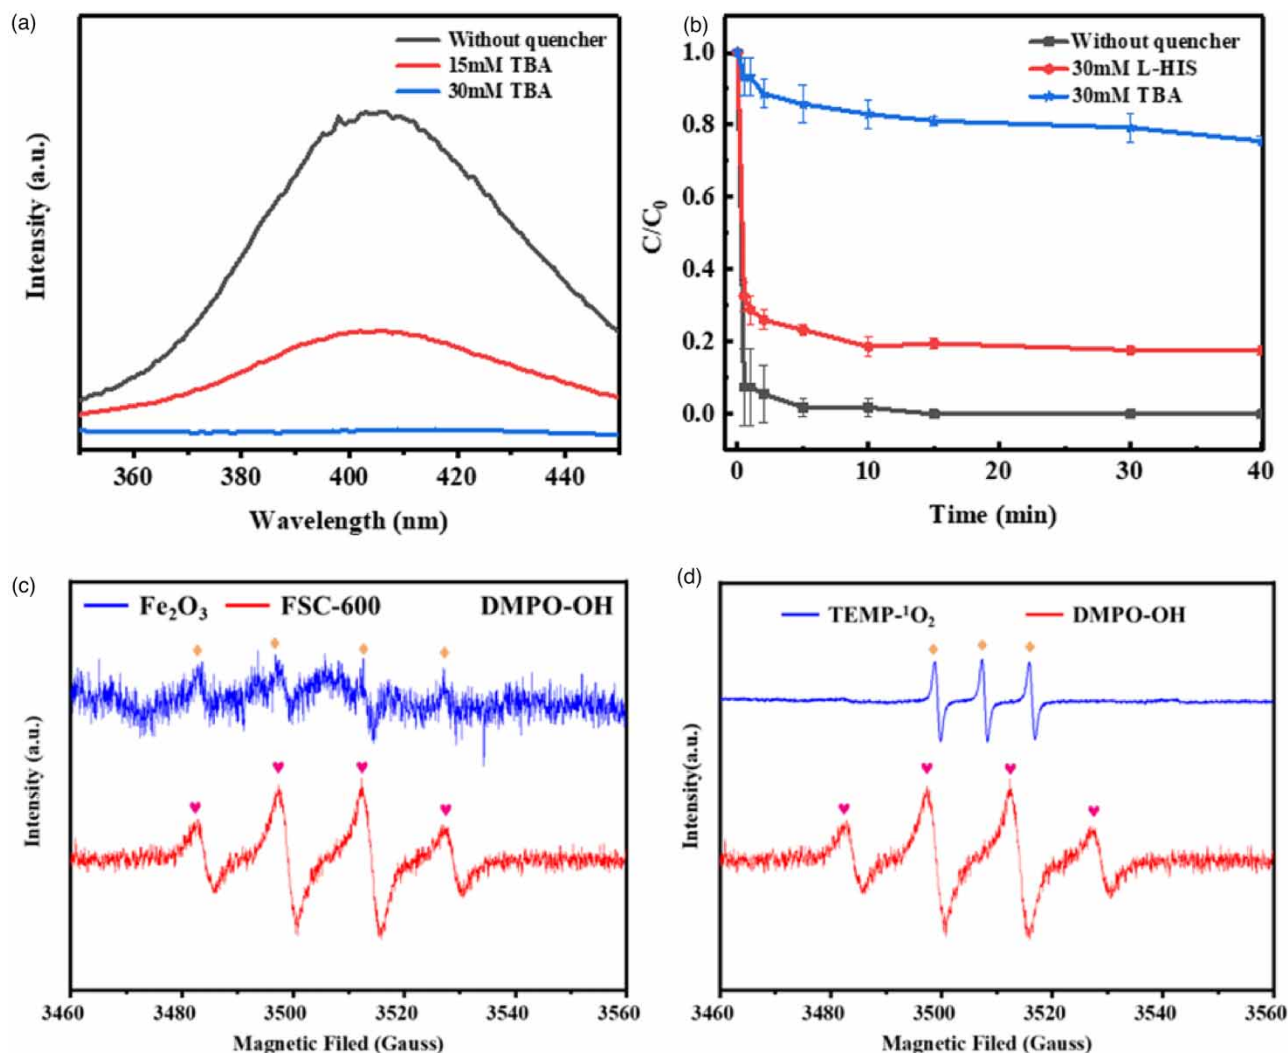 (a)
Without quencher
15mM TBA
30mM TBA
Intensity (a.u.)
360 380 400 420 440
Wavelength (nm)
(b)
Without quencher
30mM L-HIS
30mM TBA
C/C0
1.0
0.8
0.6
0.4
0.2
0.0
0 10 20 30 40
Time (min)
(c)
Fe2O3 FSC-600 DMPO-OH
Intensity (a.u.)
3460 3480 3500 3520 3540 3560
Magnetic Filed (Gauss)
(d)
TEMP-¹O2 DMPO-OH
Intensity(a.u.)
3460 3480 3500 3520 3540 3560
Magnetic Filed (Gauss)